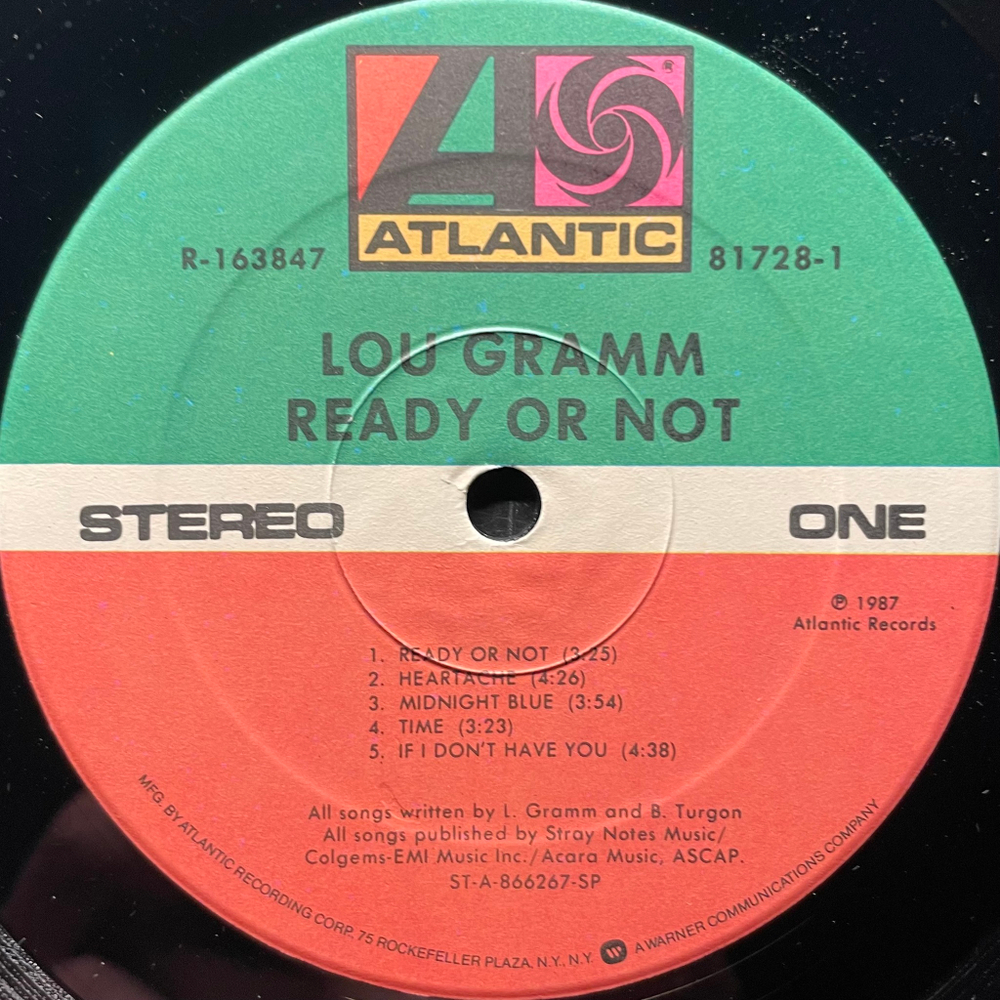 ®
ATLANTIC
R-163847
81728-1
LOU GRAMM
READY OR NOT
STEREO
ONE
℗ 1987
Atlantic Records
1. READY OR NOT (3:25)
2. HEARTACHE (4:26)
3. MIDNIGHT BLUE (3:54)
4. TIME (3:23)
5. IF I DON'T HAVE YOU (4:38)
All songs written by L. Gramm and B. Turgon
All songs published by Stray Notes Music/
Colgems-EMI Music Inc./Acara Music, ASCAP.
ST-A-866267-SP
MFG. BY ATLANTIC RECORDING CORP. 75 ROCKEFELLER PLAZA, N.Y., N.Y. A WARNER COMMUNICATIONS COMPANY